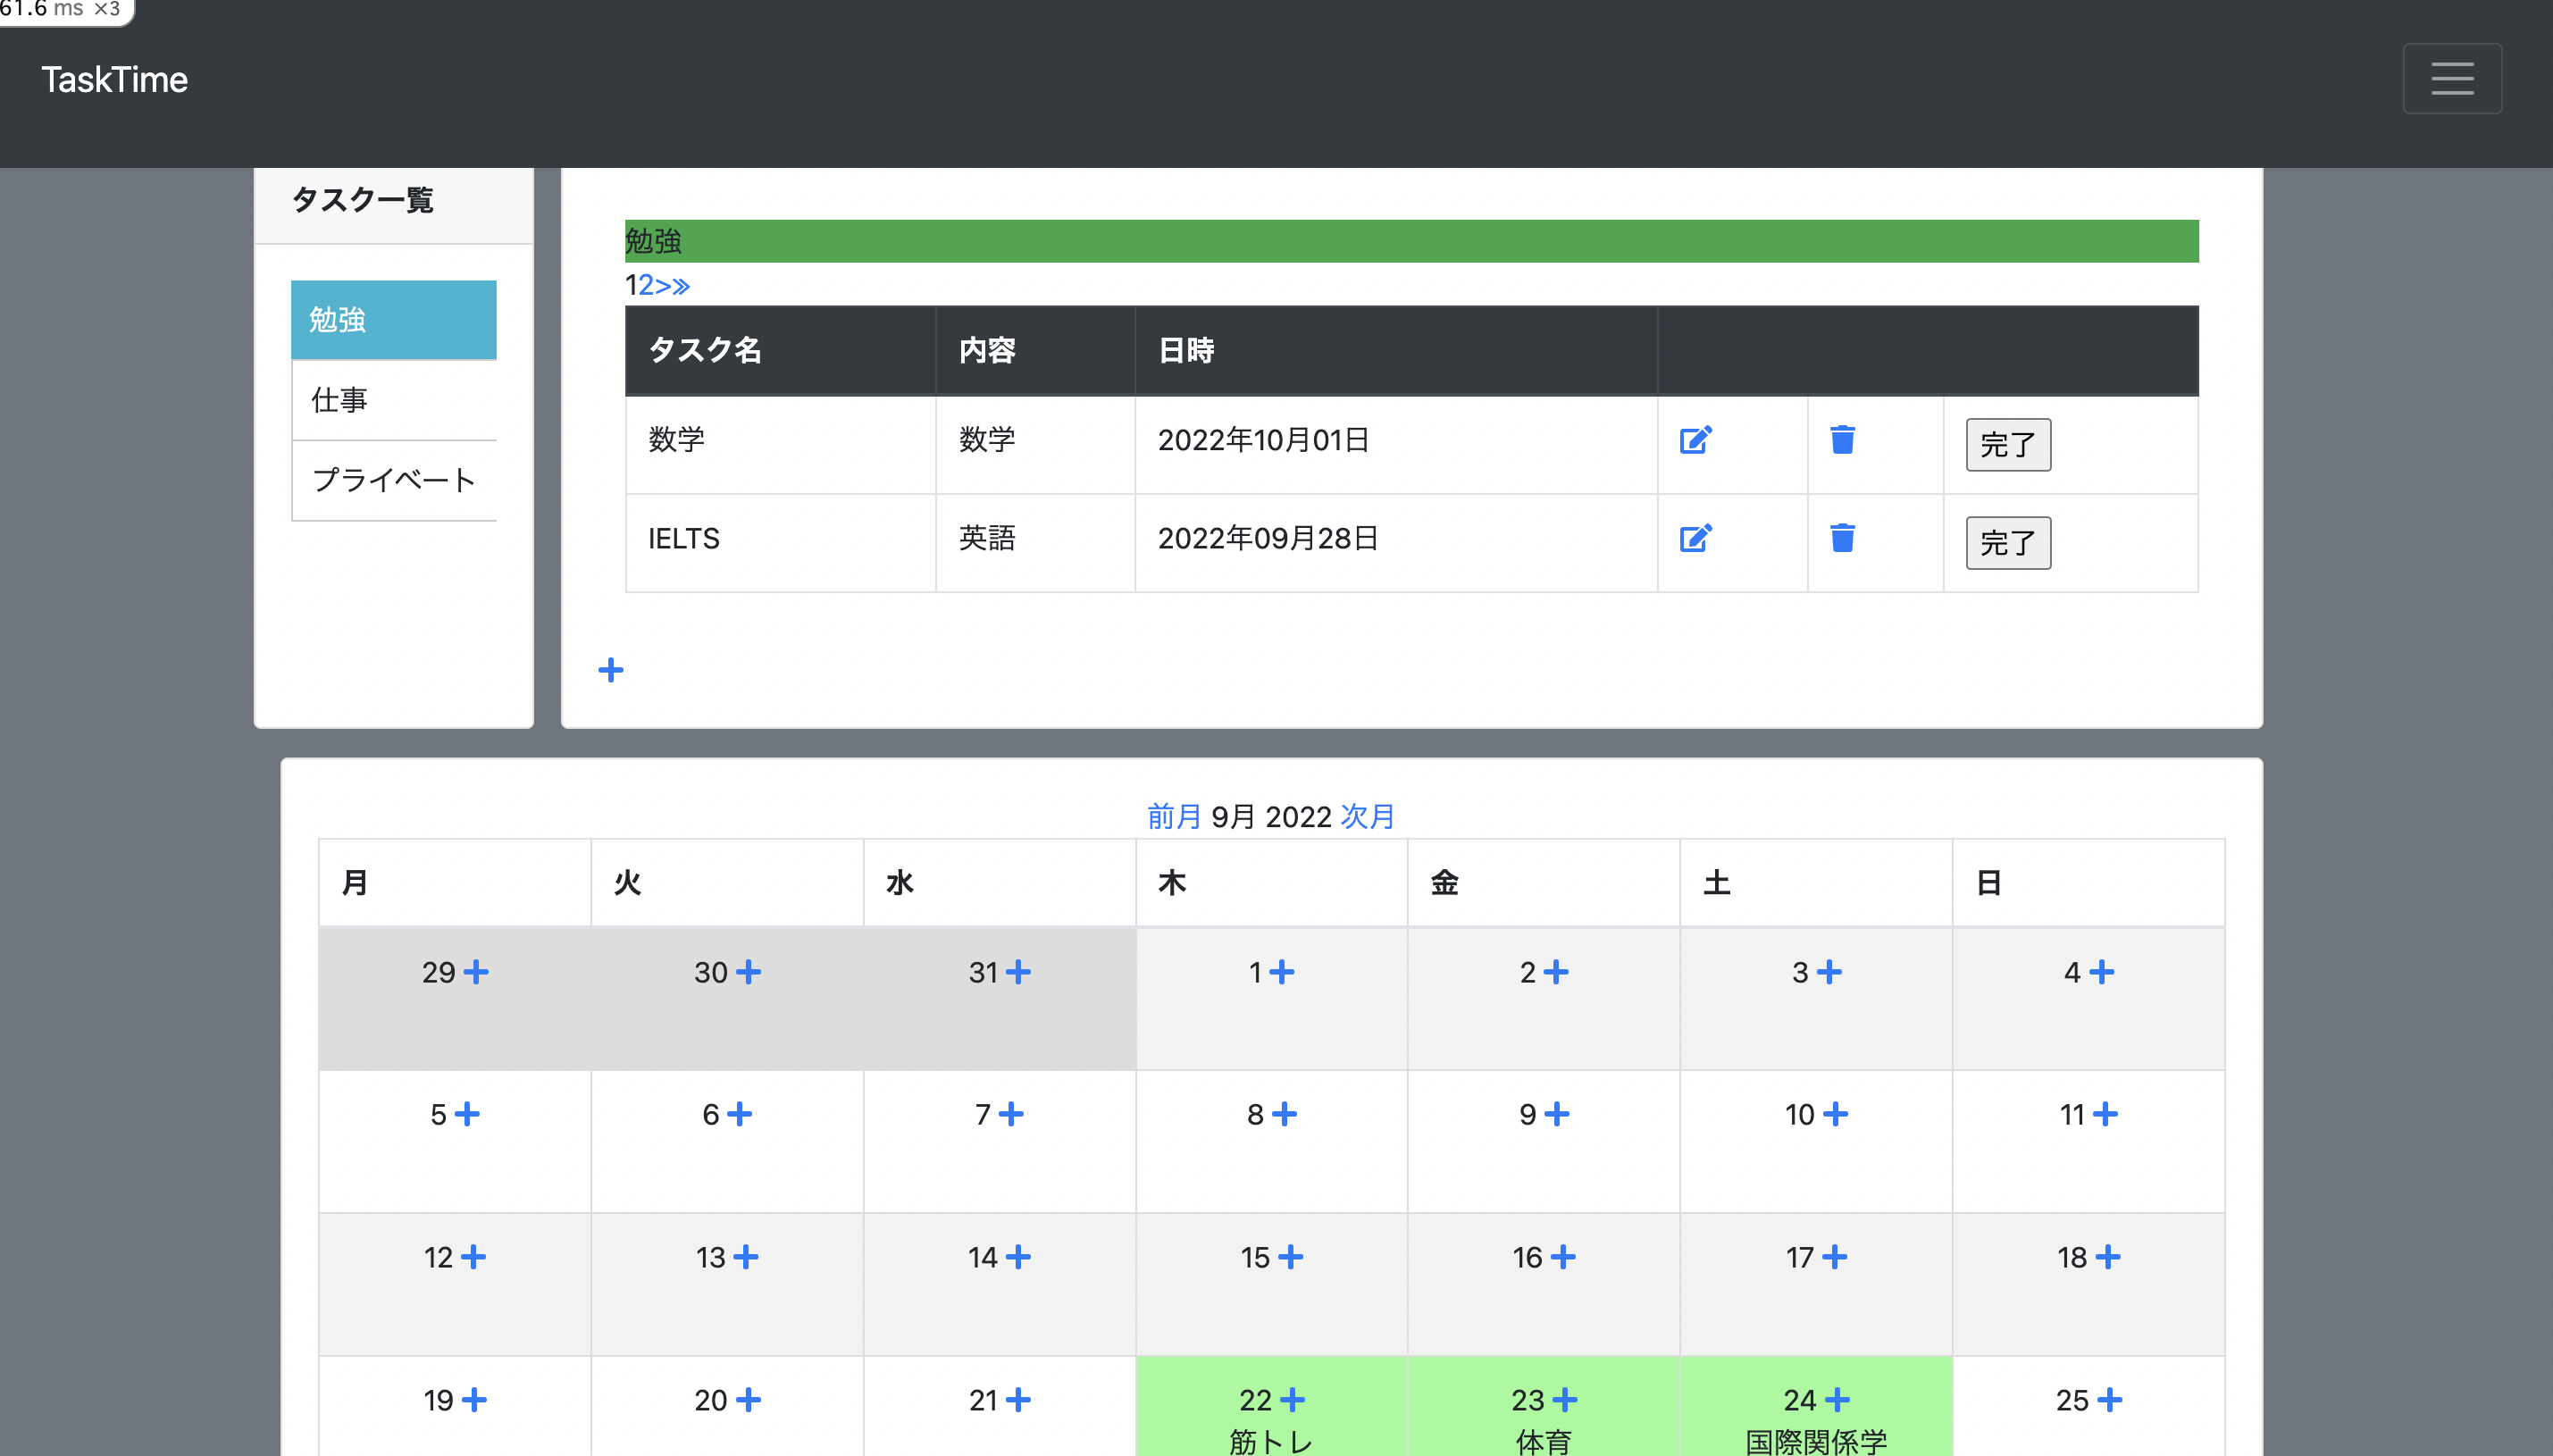 61.6 ms ×3
TaskTime
タスク一覧
勉強
仕事
プライベート
勉強
12>≫
タスク名 内容 日時
数学 数学 2022年10月01日 完了
IELTS 英語 2022年09月28日 完了
+
前月 9月 2022 次月
月 火 水 木 金 土 日
29 + 30 + 31 + 1 + 2 + 3 + 4 +
5 + 6 + 7 + 8 + 9 + 10 + 11 +
12 + 13 + 14 + 15 + 16 + 17 + 18 +
19 + 20 + 21 + 22 + 23 + 24 + 25 +
筋トレ 体育 国際関係学